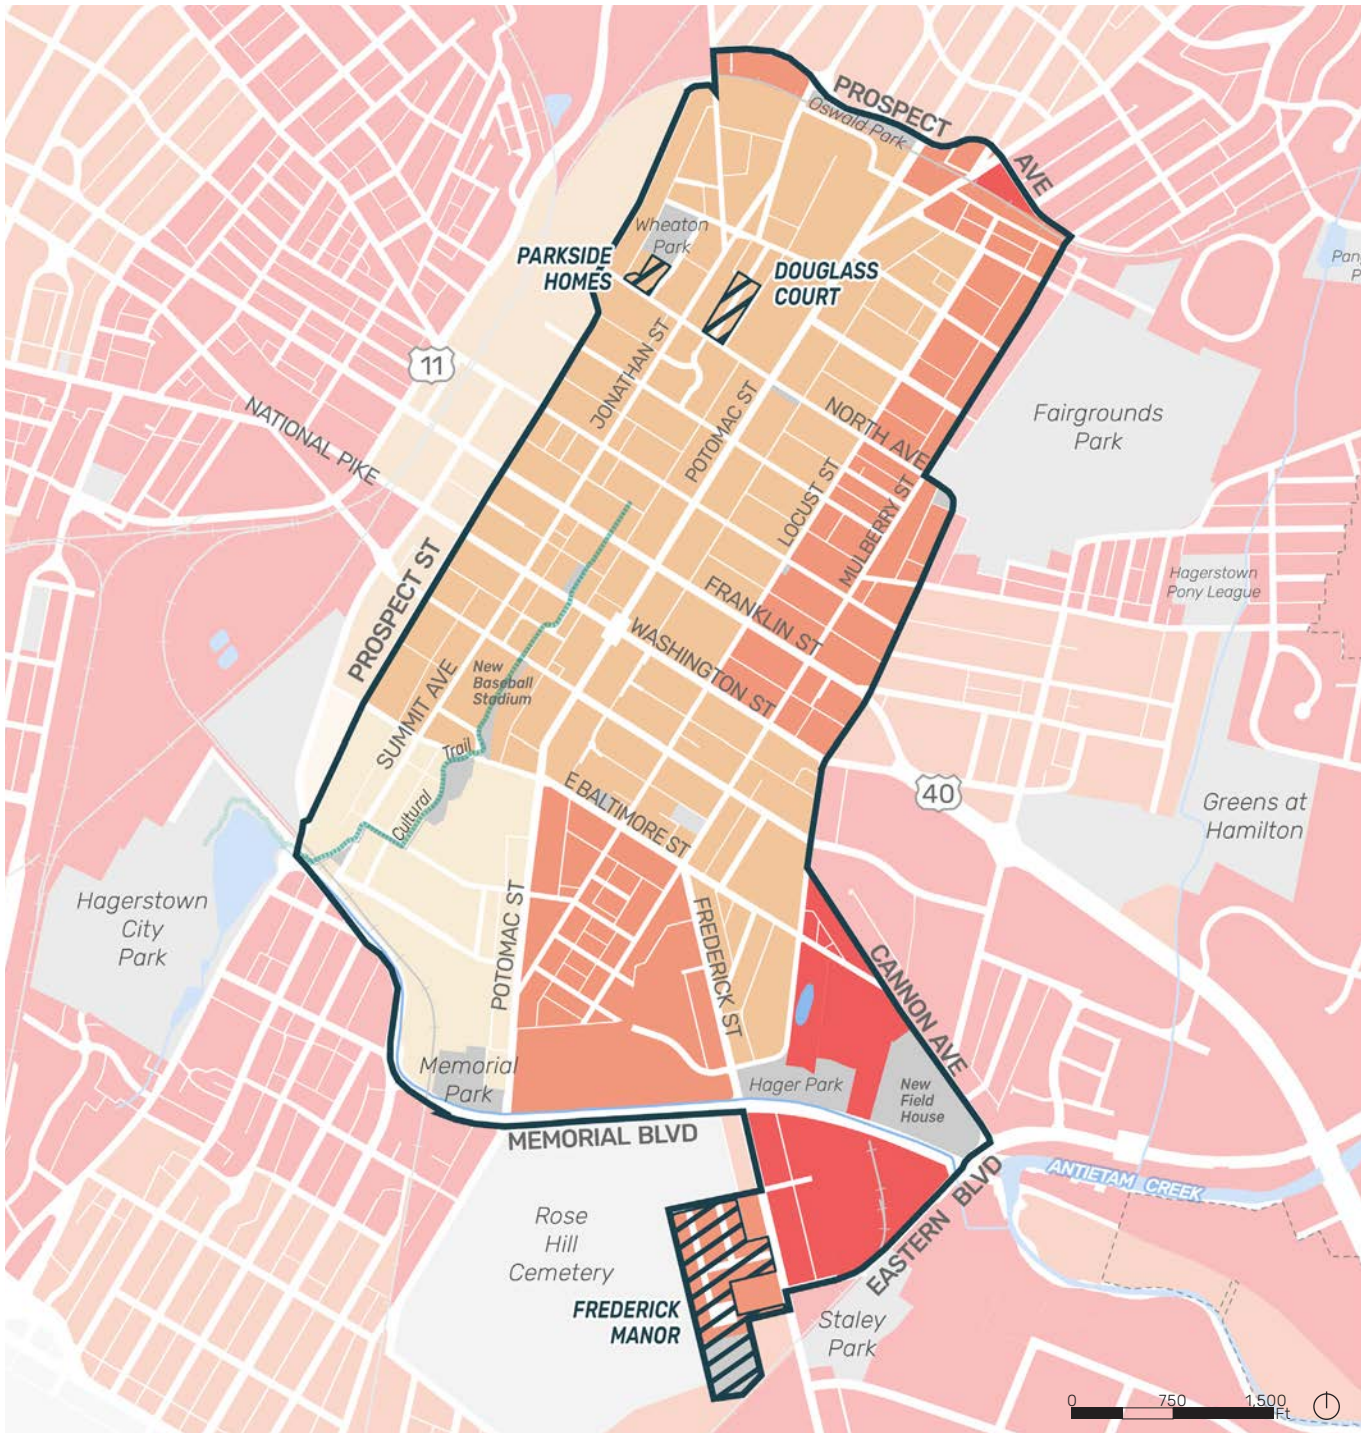 PROSPECT
AVE
Oswald Park
Wheaton
Park
PARKSIDE
HOMES
DOUGLASS
COURT
Pan
P
11
JONATHAN ST
NATIONAL PIKE
POTOMAC ST
NORTH AVE
Fairgrounds
Park
LOCUST ST
MULBERRY ST
PROSPECT ST
FRANKLIN ST
Hagerstown
Pony League
WASHINGTON ST
SUMMIT AVE
New
Baseball
Stadium
Trail
Cultural
E BALTIMORE ST
40
Greens at
Hamilton
Hagerstown
City
Park
POTOMAC ST
FREDERICK ST
CANNON AVE
Memorial
Park
Hager Park
New
Field
House
MEMORIAL BLVD
EASTERN BLVD
ANTIETAM CREEK
Rose
Hill
Cemetery
FREDERICK
MANOR
Staley
Park
0 750 1,500
Ft